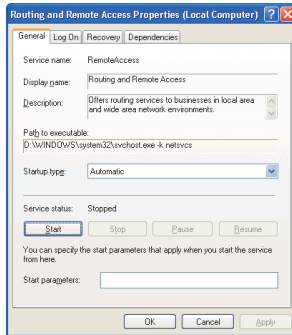 Routing and Remote Access Properties (Local Computer)
General Log On Recovery Dependencies
Service name: RemoteAccess
Display name: Routing and Remote Access
Description: Offers routing services to businesses in local area
and wide area network environments.
Path to executable:
D:\WINDOWS\system32\svchost.exe -k netsvcs
Startup type: Automatic
Service status: Stopped
Start Stop Pause Resume
You can specify the start parameters that apply when you start the service
from here.
Start parameters:
OK Cancel Apply